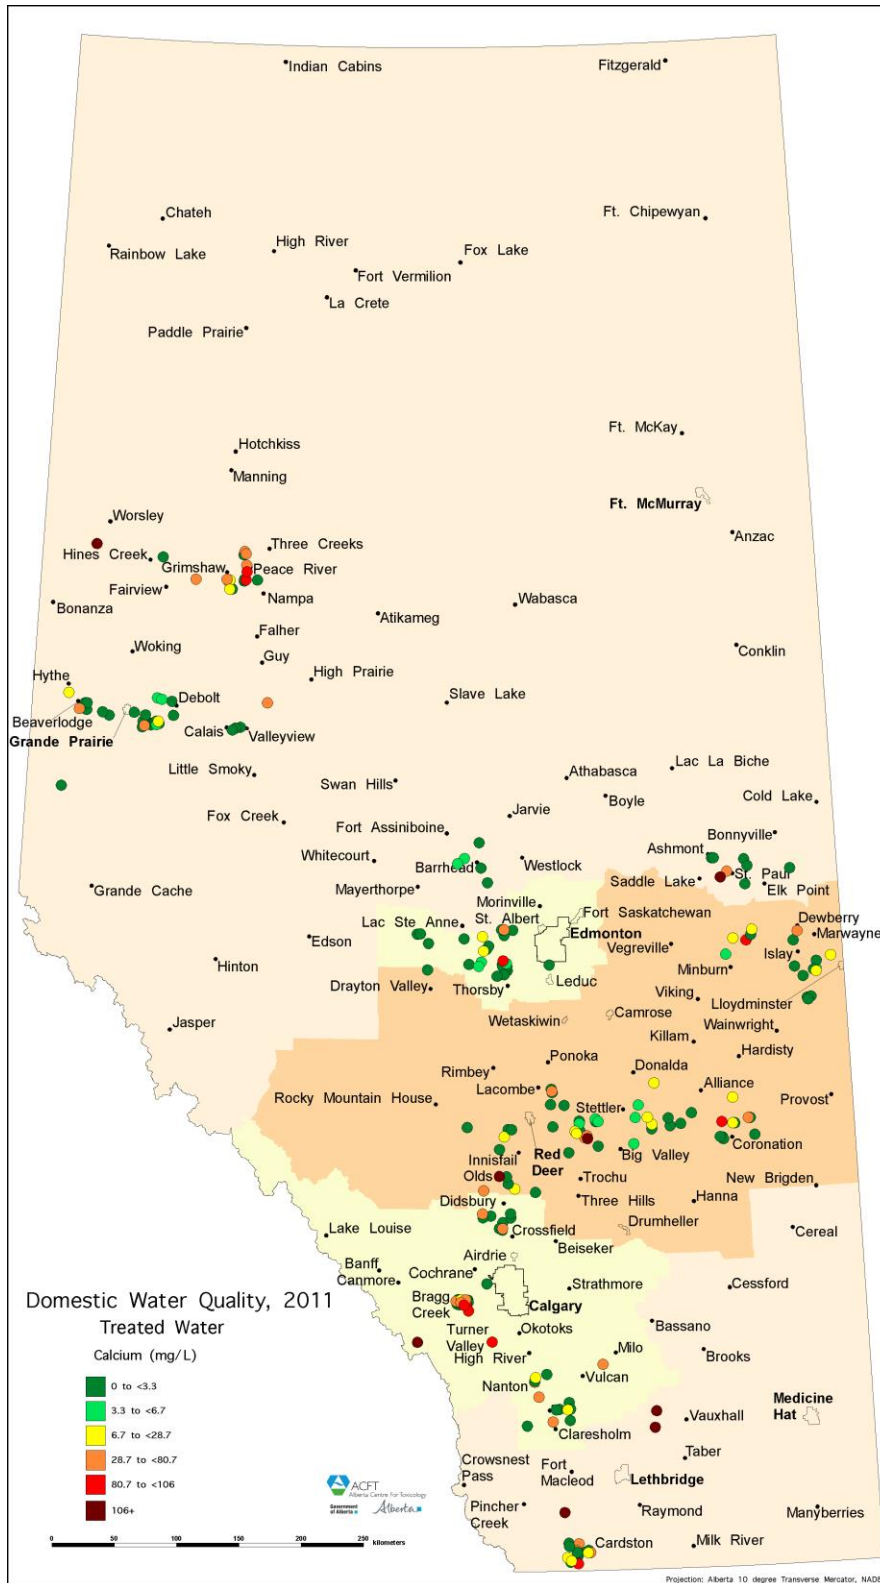 Indian Cabins
Fitzgerald
Chateh
Ft. Chipewyan
Rainbow Lake
High River
Fox Lake
Fort Vermilion
La Crete
Paddle Prairie
Ft. McKay
Hotchkiss
Manning
Ft. McMurray
Worsley
Anzac
Hines Creek
Three Creeks
Grimshaw
Peace River
Fairview
Nampa
Bonanza
Wabasca
Atikameg
Falher
Woking
Conklin
Guy
Hythe
High Prairie
Debolt
Slave Lake
Beaverlodge
Calais
Valleyview
Grande Prairie
Little Smoky
Lac La Biche
Swan Hills
Athabasca
Boyle
Cold Lake
Fox Creek
Jarvie
Fort Assiniboine
Bonnyville
Ashmont
Whitecourt
Barrhead
Westlock
St. Paul
Saddle Lake
Grande Cache
Mayerthorpe
Elk Point
Morinville
Lac Ste Anne
St. Albert
Fort Saskatchewan
Dewberry
Edmonton
Marwayne
Edson
Vegreville
Islay
Hinton
Minburn
Leduc
Drayton Valley
Thorsby
Viking
Lloydminster
Jasper
Wetaskiwin
Camrose
Wainwright
Killam
Hardisty
Ponoka
Rimbey
Donalda
Lacombe
Alliance
Rocky Mountain House
Stettler
Provost
Coronation
Red
Deer
Innisfail
Big Valley
Olds
Trochu
New Brigden
Didsbury
Three Hills
Hanna
Lake Louise
Crossfield
Drumheller
Cereal
Beiseker
Airdrie
Banff
Cochrane
Canmore
Strathmore
Cessford
Bragg
Creek
Calgary
Domestic Water Quality, 2011
Treated Water
Calcium (mg/L)
Turner
Valley
Okotoks
Bassano
High River
Milo
Brooks
0 to <3.3
Nanton
Vulcan
3.3 to <6.7
Medicine
Hat
6.7 to <28.7
Vauxhall
Claresholm
28.7 to <80.7
Taber
Crowsnest
Pass
Fort
Macleod
Lethbridge
80.7 to <106
ACFT
Alberta Centre For Toxicology
106+
Government
of Alberta
Alberta
Pincher
Creek
Raymond
Manyberries
Cardston
Milk River
0 50 100 150 200 250
kilometers
Projection: Alberta 10 degree Transverse Mercator, NAD8